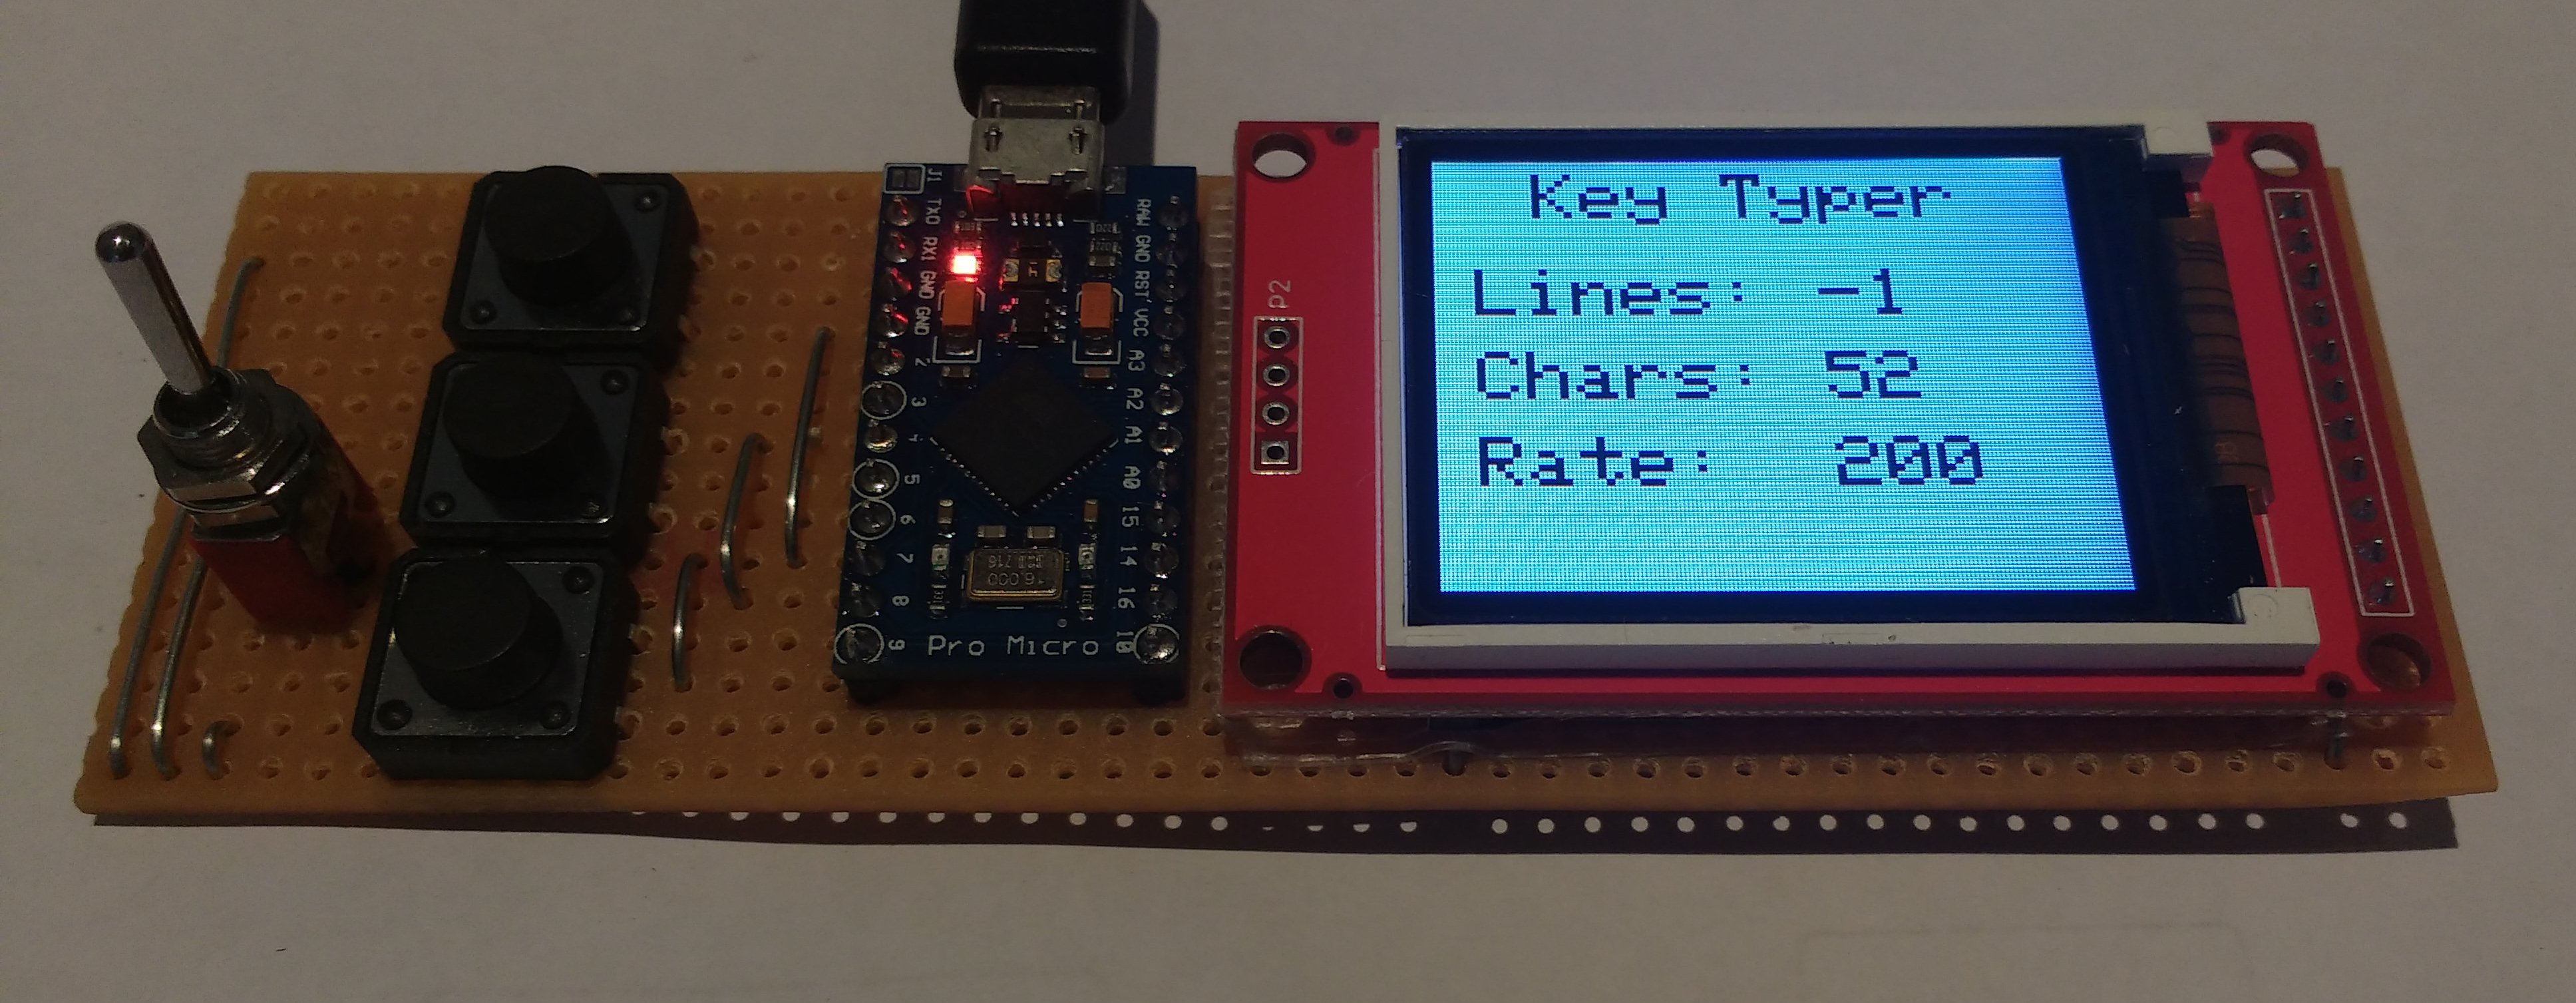 Key Typer
Lines: -1
Chars: 52
Rate: 200
P2
J1
TXO
RX1
GND
GND
2
3
4
5
6
7
8
9
RAW
GND
RST
VCC
A3
A2
A1
A0
15
14
16
10
16.000
Pro Micro